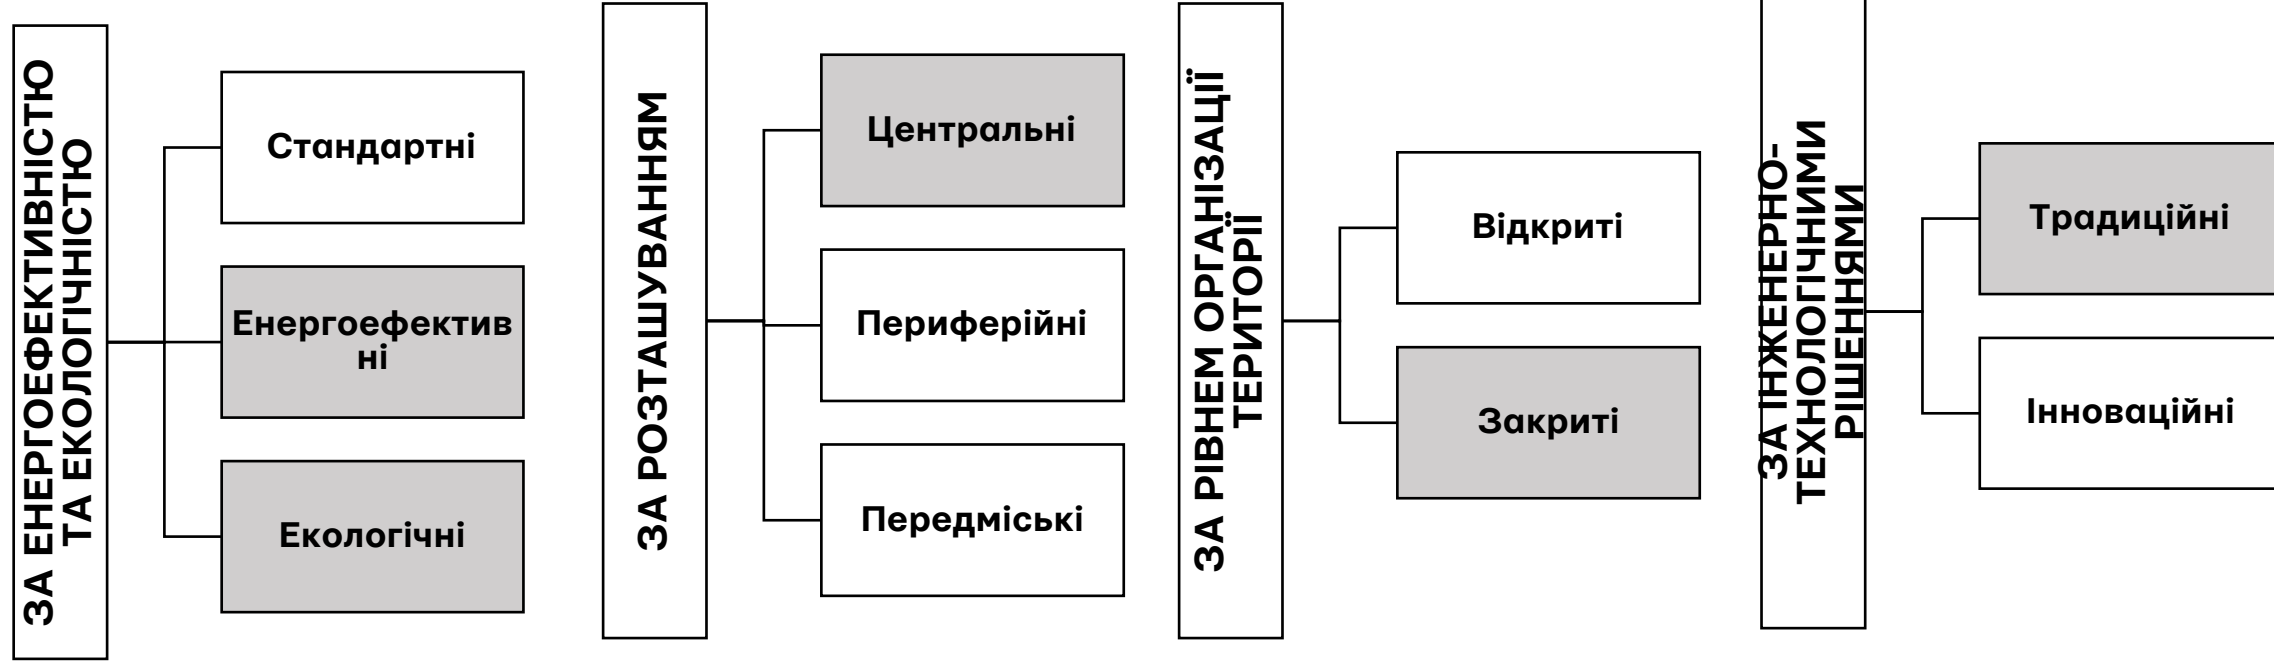 ЗА ЕНЕРГОЕФЕКТИВНІСТЮ
ТА ЕКОЛОГІЧНІСТЮ
Стандартні
Енергоефектив
ні
Екологічні
ЗА РОЗТАШУВАННЯМ
Центральні
Периферійні
Передміські
ЗА РІВНЕМ ОРГАНІЗАЦІЇ
ТЕРИТОРІЇ
Відкриті
Закриті
ЗА ІНЖЕНЕРНО-
ТЕХНОЛОГІЧНИМИ
РІШЕННЯМИ
Традиційні
Інноваційні